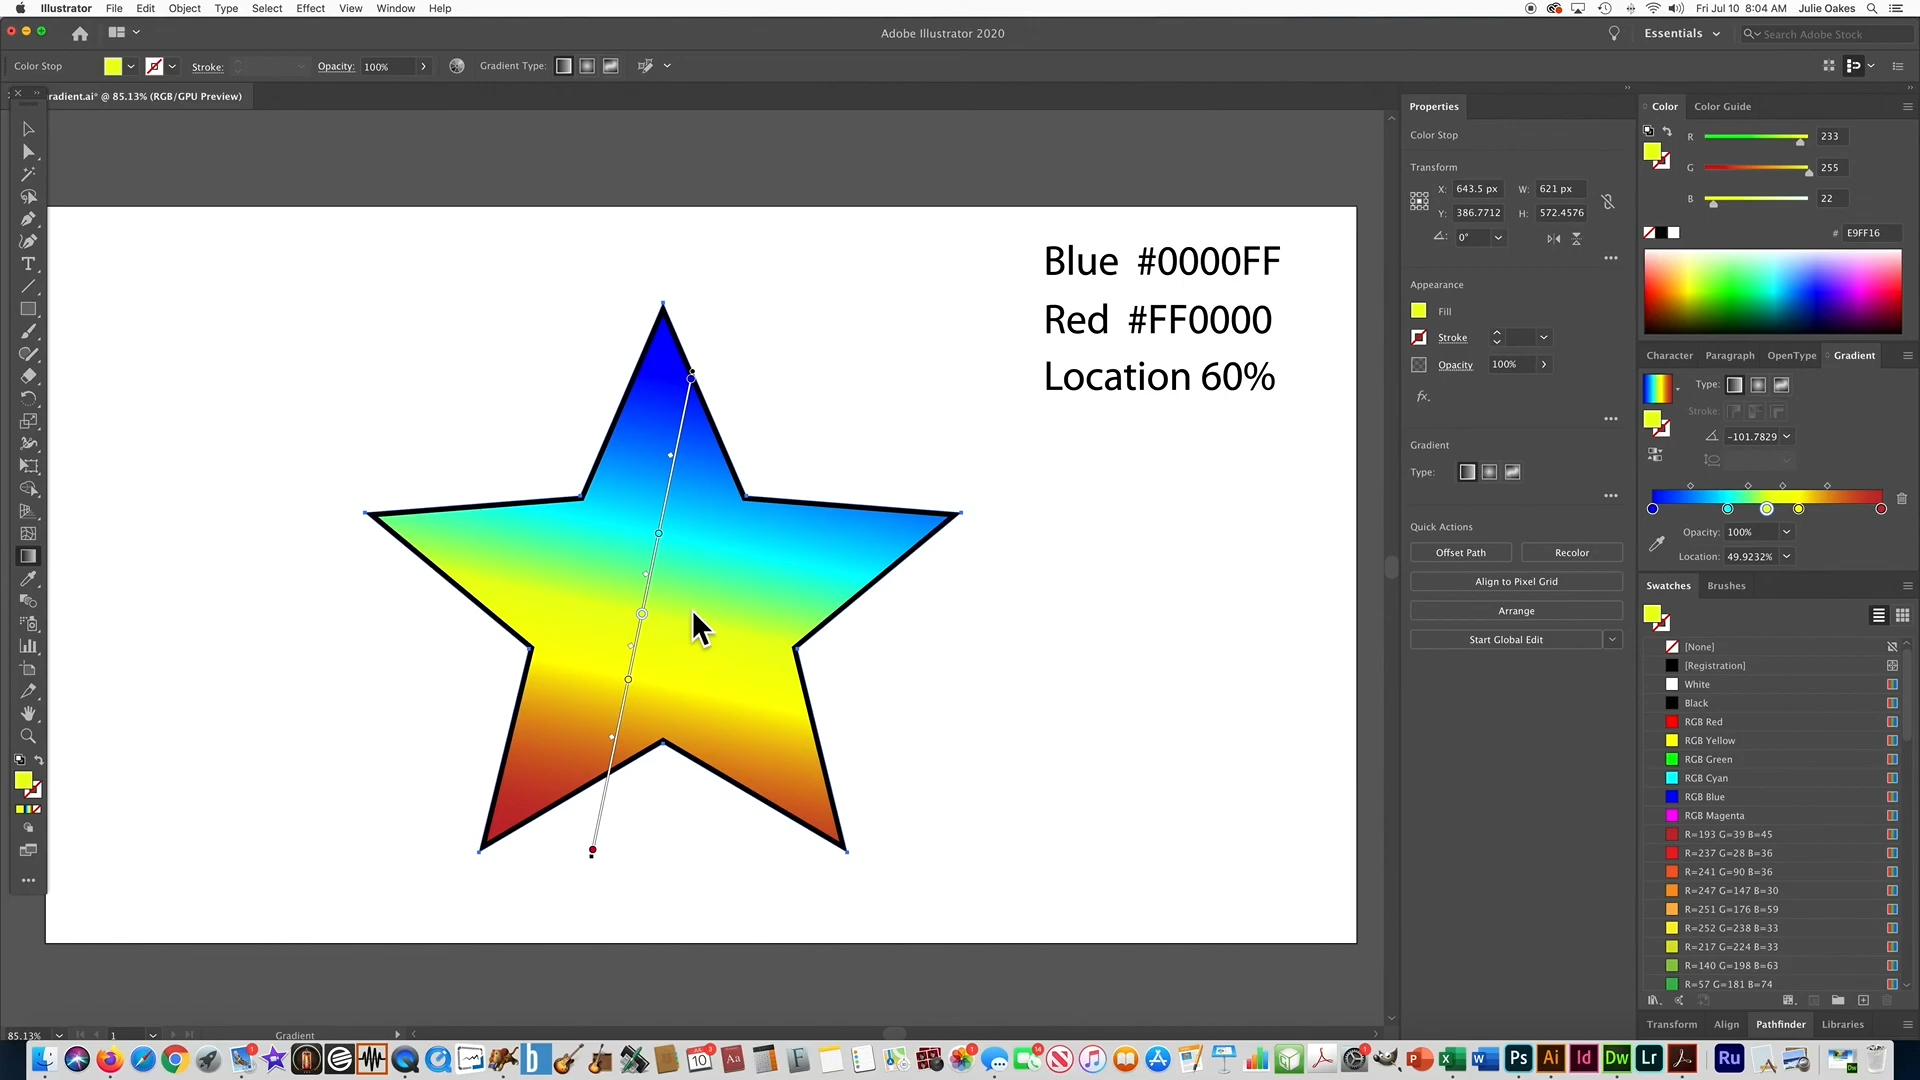 Illustrator File Edit Object Type Select Effect View Window Help
Fri Jul 10 8:04 AM Julie Oakes
Adobe Illustrator 2020
Essentials
Search Adobe Stock
Color Stop
Stroke:
Opacity: 100%
Gradient Type:
radient.ai* @ 85.13% (RGB/GPU Preview)
Blue #0000FF
Red #FF0000
Location 60%
Properties
Color Stop
Transform
X: 643.5 px W: 621 px
Y: 386.7712 H: 572.4576
0°
Appearance
Fill
Stroke
Opacity 100%
fx.
Gradient
Type:
Quick Actions
Offset Path Recolor
Align to Pixel Grid
Arrange
Start Global Edit
Color Color Guide
R 233
G 255
B 22
# E9FF16
Character Paragraph OpenType Gradient
Type:
Stroke:
-101.7829
Opacity: 100%
Location: 49.9232%
Swatches Brushes
[None]
[Registration]
White
Black
RGB Red
RGB Yellow
RGB Green
RGB Cyan
RGB Blue
RGB Magenta
R=193 G=39 B=45
R=237 G=28 B=36
R=241 G=90 B=36
R=247 G=147 B=30
R=251 G=176 B=59
R=252 G=238 B=33
R=217 G=224 B=33
R=140 G=198 B=63
R=57 G=181 B=74
Transform Align Pathfinder Libraries
85.13% 1 Gradient
Ps Ai Id Dw Lr Ru